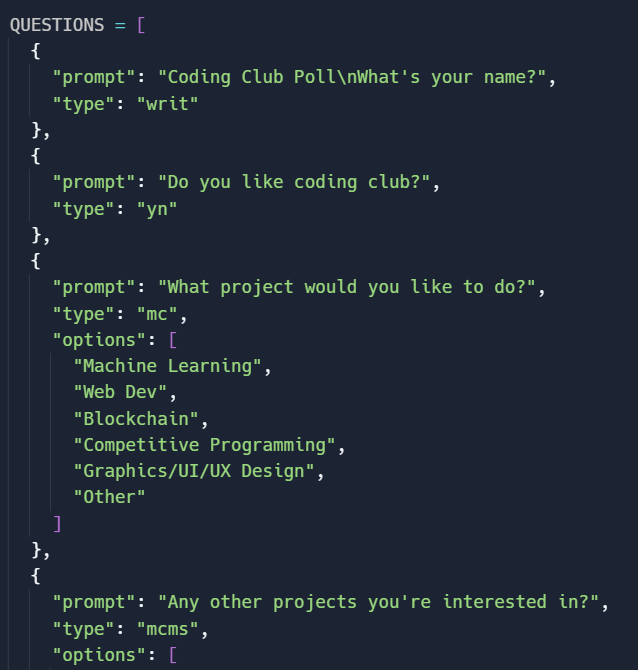 QUESTIONS = [
  {
    "prompt": "Coding Club Poll\nWhat's your name?",
    "type": "writ"
  },
  {
    "prompt": "Do you like coding club?",
    "type": "yn"
  },
  {
    "prompt": "What project would you like to do?",
    "type": "mc",
    "options": [
      "Machine Learning",
      "Web Dev",
      "Blockchain",
      "Competitive Programming",
      "Graphics/UI/UX Design",
      "Other"
    ]
  },
  {
    "prompt": "Any other projects you're interested in?",
    "type": "mcms",
    "options": [